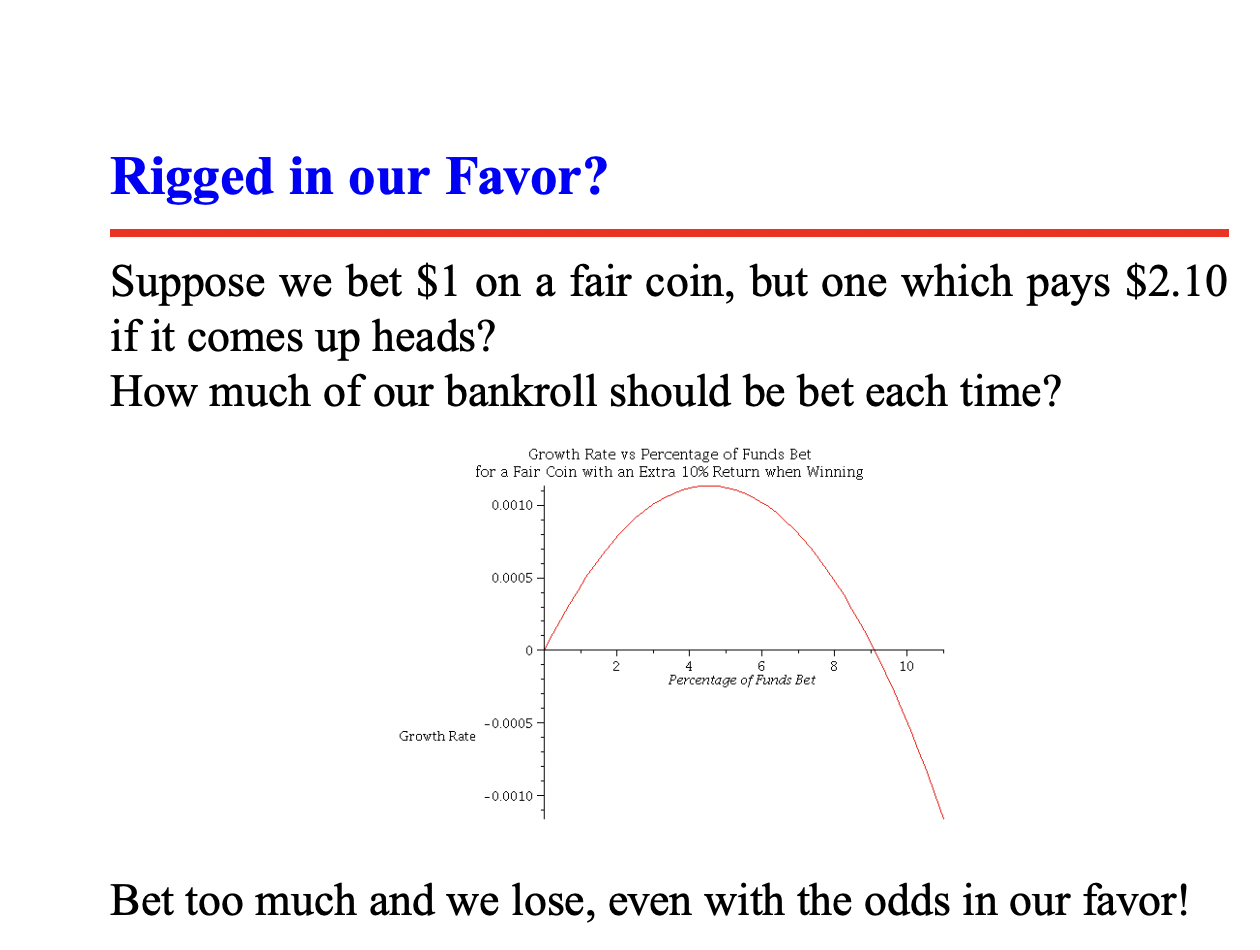 Rigged in our Favor?
Suppose we bet $1 on a fair coin, but one which pays $2.10
if it comes up heads?
How much of our bankroll should be bet each time?
Growth Rate vs Percentage of Funds Bet
for a Fair Coin with an Extra 10% Return when Winning
0.0010
0.0005
0
2 4 6 8 10
Percentage of Funds Bet
-0.0005
Growth Rate
-0.0010
Bet too much and we lose, even with the odds in our favor!